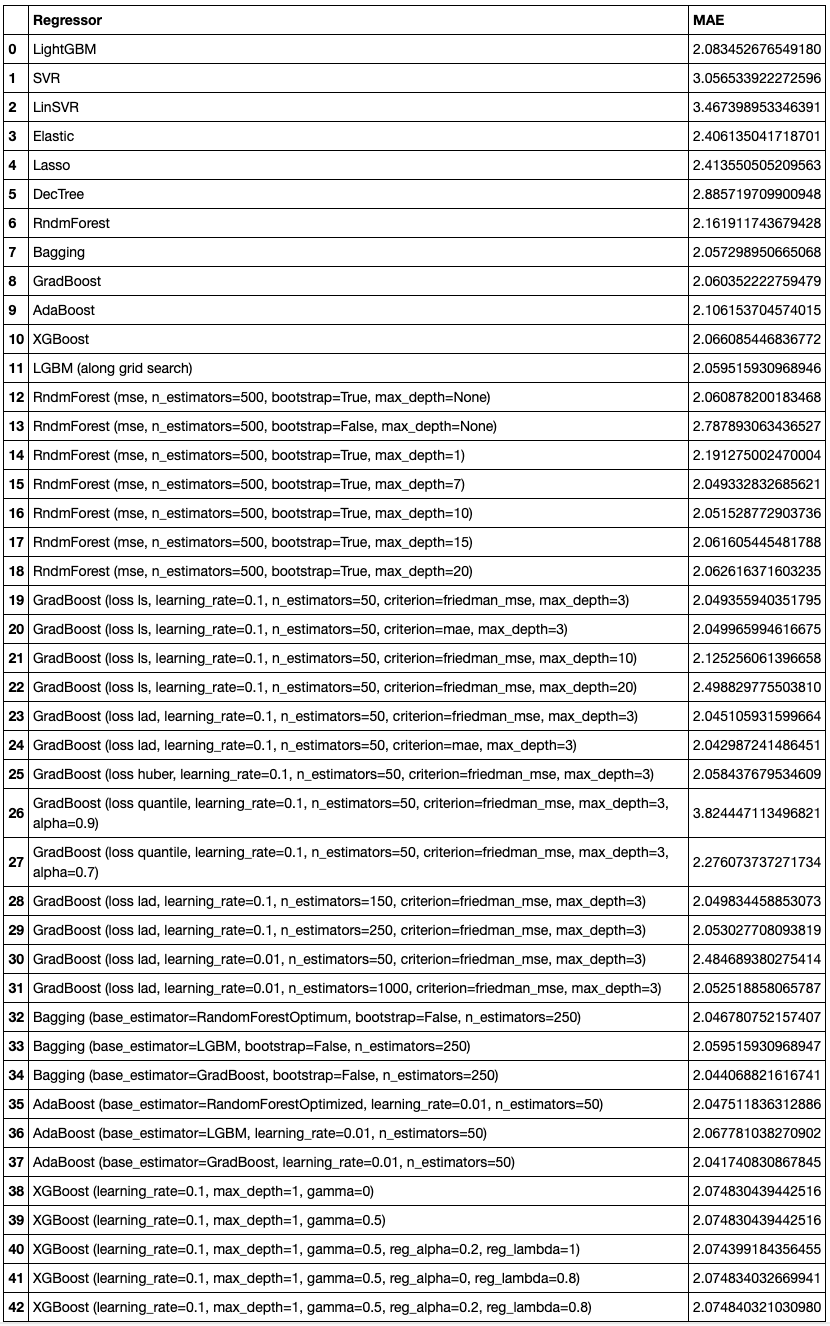 Regressor MAE
0 LightGBM 2.083452676549180
1 SVR 3.056533922272596
2 LinSVR 3.467398953346391
3 Elastic 2.406135041718701
4 Lasso 2.413550505209563
5 DecTree 2.885719709900948
6 RndmForest 2.161911743679428
7 Bagging 2.057298950665068
8 GradBoost 2.060352222759479
9 AdaBoost 2.106153704574015
10 XGBoost 2.066085446836772
11 LGBM (along grid search) 2.059515930968946
12 RndmForest (mse, n_estimators=500, bootstrap=True, max_depth=None) 2.060878200183468
13 RndmForest (mse, n_estimators=500, bootstrap=False, max_depth=None) 2.787893063436527
14 RndmForest (mse, n_estimators=500, bootstrap=True, max_depth=1) 2.191275002470004
15 RndmForest (mse, n_estimators=500, bootstrap=True, max_depth=7) 2.049332832685621
16 RndmForest (mse, n_estimators=500, bootstrap=True, max_depth=10) 2.051528772903736
17 RndmForest (mse, n_estimators=500, bootstrap=True, max_depth=15) 2.061605445481788
18 RndmForest (mse, n_estimators=500, bootstrap=True, max_depth=20) 2.062616371603235
19 GradBoost (loss ls, learning_rate=0.1, n_estimators=50, criterion=friedman_mse, max_depth=3) 2.049355940351795
20 GradBoost (loss ls, learning_rate=0.1, n_estimators=50, criterion=mae, max_depth=3) 2.049965994616675
21 GradBoost (loss ls, learning_rate=0.1, n_estimators=50, criterion=friedman_mse, max_depth=10) 2.125256061396658
22 GradBoost (loss ls, learning_rate=0.1, n_estimators=50, criterion=friedman_mse, max_depth=20) 2.498829775503810
23 GradBoost (loss lad, learning_rate=0.1, n_estimators=50, criterion=friedman_mse, max_depth=3) 2.045105931599664
24 GradBoost (loss lad, learning_rate=0.1, n_estimators=50, criterion=mae, max_depth=3) 2.042987241486451
25 GradBoost (loss huber, learning_rate=0.1, n_estimators=50, criterion=friedman_mse, max_depth=3) 2.058437679534609
26 GradBoost (loss quantile, learning_rate=0.1, n_estimators=50, criterion=friedman_mse, max_depth=3, 3.824447113496821
alpha=0.9)
27 GradBoost (loss quantile, learning_rate=0.1, n_estimators=50, criterion=friedman_mse, max_depth=3, 2.276073737271734
alpha=0.7)
28 GradBoost (loss lad, learning_rate=0.1, n_estimators=150, criterion=friedman_mse, max_depth=3) 2.049834458853073
29 GradBoost (loss lad, learning_rate=0.1, n_estimators=250, criterion=friedman_mse, max_depth=3) 2.053027708093819
30 GradBoost (loss lad, learning_rate=0.01, n_estimators=50, criterion=friedman_mse, max_depth=3) 2.484689380275414
31 GradBoost (loss lad, learning_rate=0.01, n_estimators=1000, criterion=friedman_mse, max_depth=3) 2.052518858065787
32 Bagging (base_estimator=RandomForestOptimum, bootstrap=False, n_estimators=250) 2.046780752157407
33 Bagging (base_estimator=LGBM, bootstrap=False, n_estimators=250) 2.059515930968947
34 Bagging (base_estimator=GradBoost, bootstrap=False, n_estimators=250) 2.044068821616741
35 AdaBoost (base_estimator=RandomForestOptimized, learning_rate=0.01, n_estimators=50) 2.047511836312886
36 AdaBoost (base_estimator=LGBM, learning_rate=0.01, n_estimators=50) 2.067781038270902
37 AdaBoost (base_estimator=GradBoost, learning_rate=0.01, n_estimators=50) 2.041740830867845
38 XGBoost (learning_rate=0.1, max_depth=1, gamma=0) 2.074830439442516
39 XGBoost (learning_rate=0.1, max_depth=1, gamma=0.5) 2.074830439442516
40 XGBoost (learning_rate=0.1, max_depth=1, gamma=0.5, reg_alpha=0.2, reg_lambda=1) 2.074399184356455
41 XGBoost (learning_rate=0.1, max_depth=1, gamma=0.5, reg_alpha=0, reg_lambda=0.8) 2.074834032669941
42 XGBoost (learning_rate=0.1, max_depth=1, gamma=0.5, reg_alpha=0.2, reg_lambda=0.8) 2.074840321030980